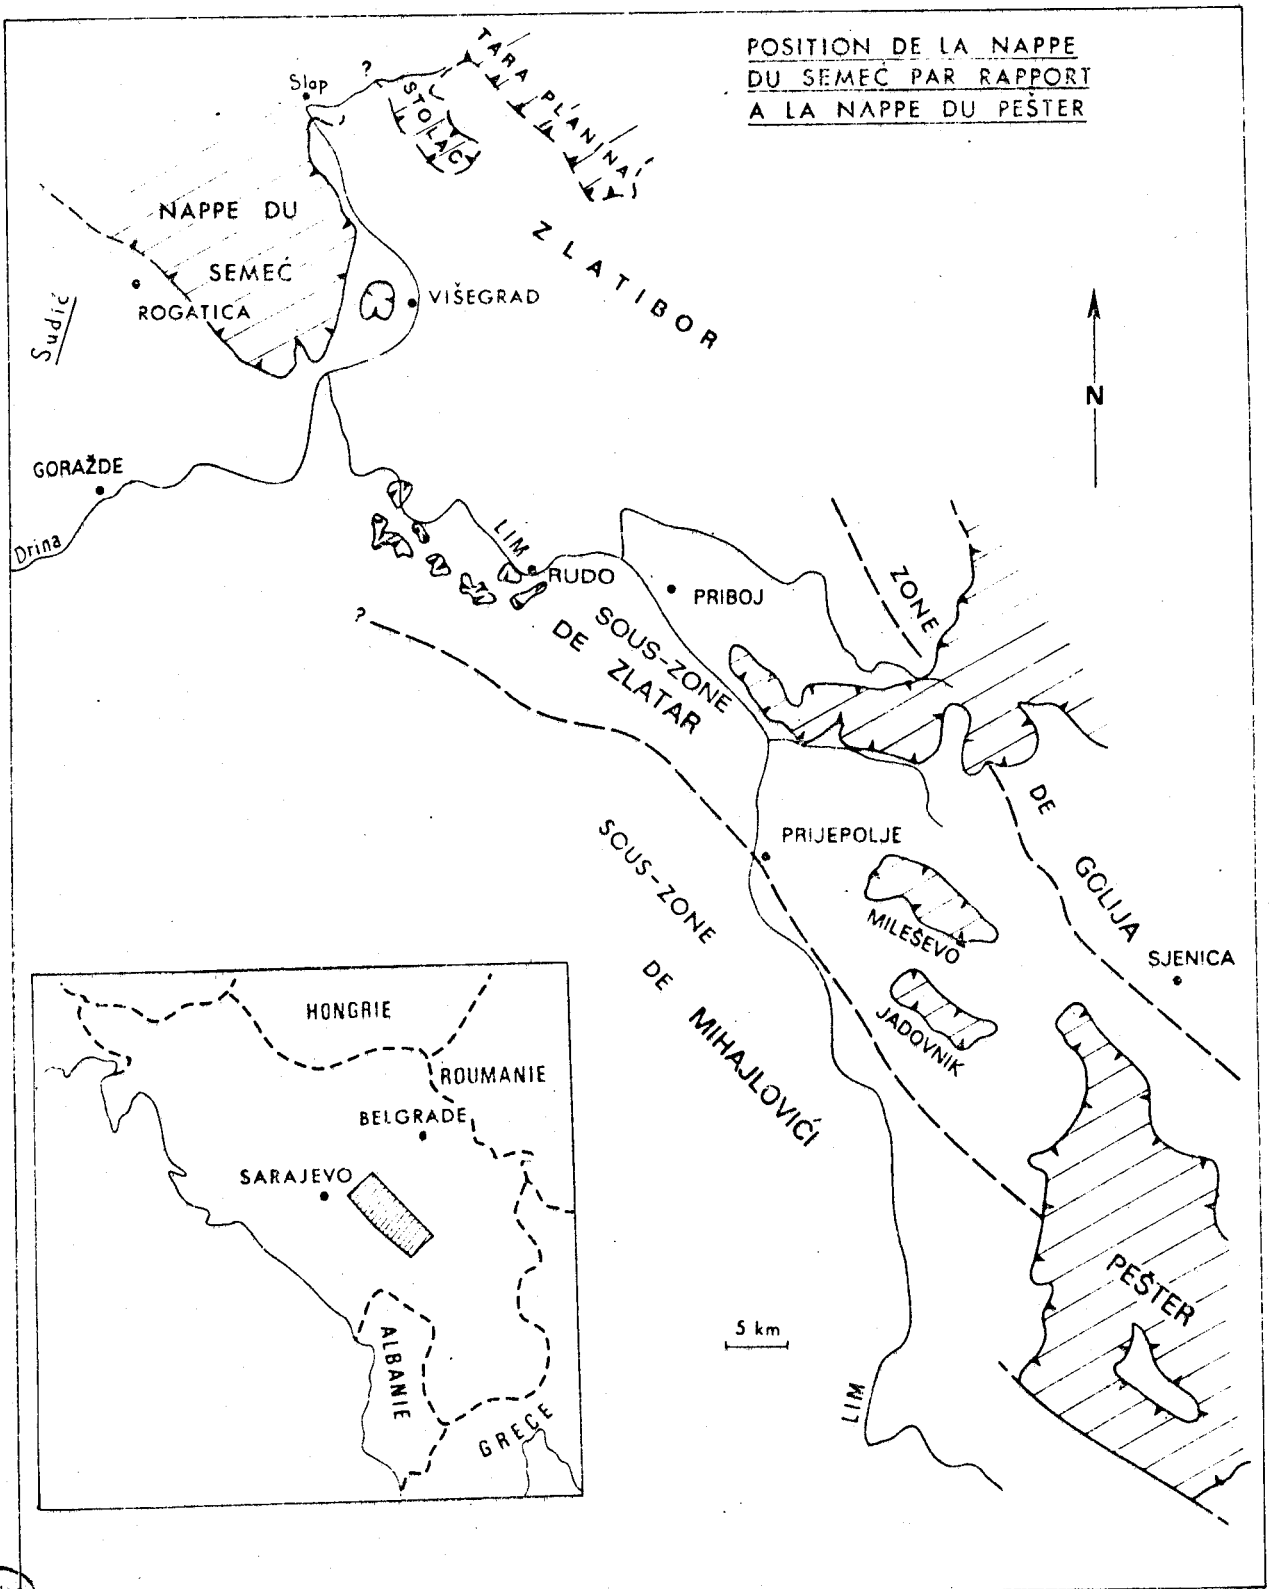 POSITION DE LA NAPPE
DU SEMEĆ PAR RAPPORT
A LA NAPPE DU PEŠTER
TARA PLANINA
?
Slap
STOLAC
NAPPE DU
SEMEĆ
ZLATIBOR
VIŠEGRAD
ROGATICA
Sudić
N
GORAŽDE
Drina
LIM
RUDO
PRIBOJ
ZONE
DE
GOLIJA
?
SOUS-ZONE
DE ZLATAR
PRIJEPOLJE
SOUS-ZONE
DE
MIHAJLOVIĆI
MILEŠEVO
SJENICA
JADOVNIK
PEŠTER
5 km
LIM
HONGRIE
ROUMANIE
BELGRADE
SARAJEVO
ALBANIE
GRECE